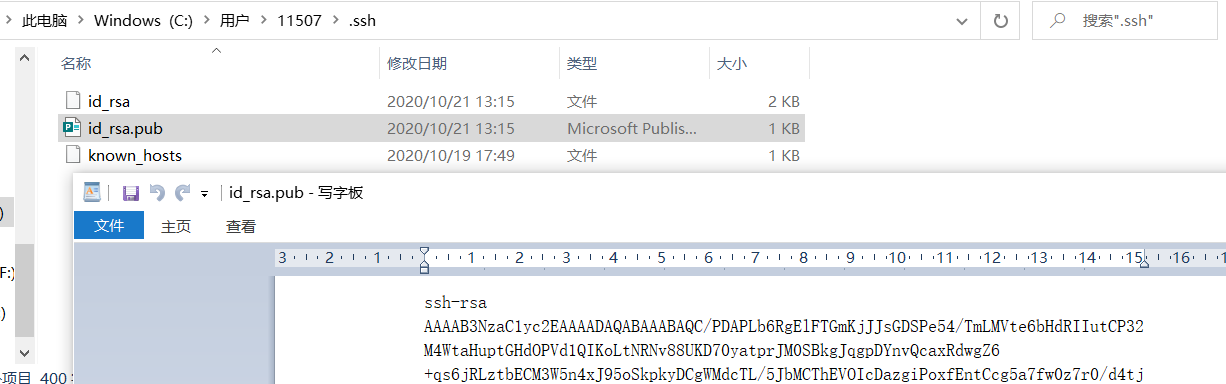 此电脑 > Windows (C:) > 用户 > 11507 > .ssh
搜索".ssh"
名称 修改日期 类型 大小
id_rsa 2020/10/21 13:15 文件 2 KB
id_rsa.pub 2020/10/21 13:15 Microsoft Publis... 1 KB
known_hosts 2020/10/19 17:49 文件 1 KB
id_rsa.pub - 写字板
文件 主页 查看
3 2 1 1 2 3 4 5 6 7 8 9 10 11 12 13 14 15 16
F:)
ssh-rsa
AAAAB3NzaC1yc2EAAAADAQABAAABAQC/PDAPLb6RgElFTGmKjJJsGDSPe54/TmLMVte6bHdRIIutCP32
M4WtaHuptGHdOPVd1QIKoLtNRNv88UKD70yatprJM0SBkgJqgpDYnvQcaxRdwgZ6
+qs6jRLztbECM3W5n4xJ95oSkpkyDCgWMdcTL/5JbMCThEVOIcDazgiPoxfEntCcg5a7fw0z7r0/d4tj
项目 400